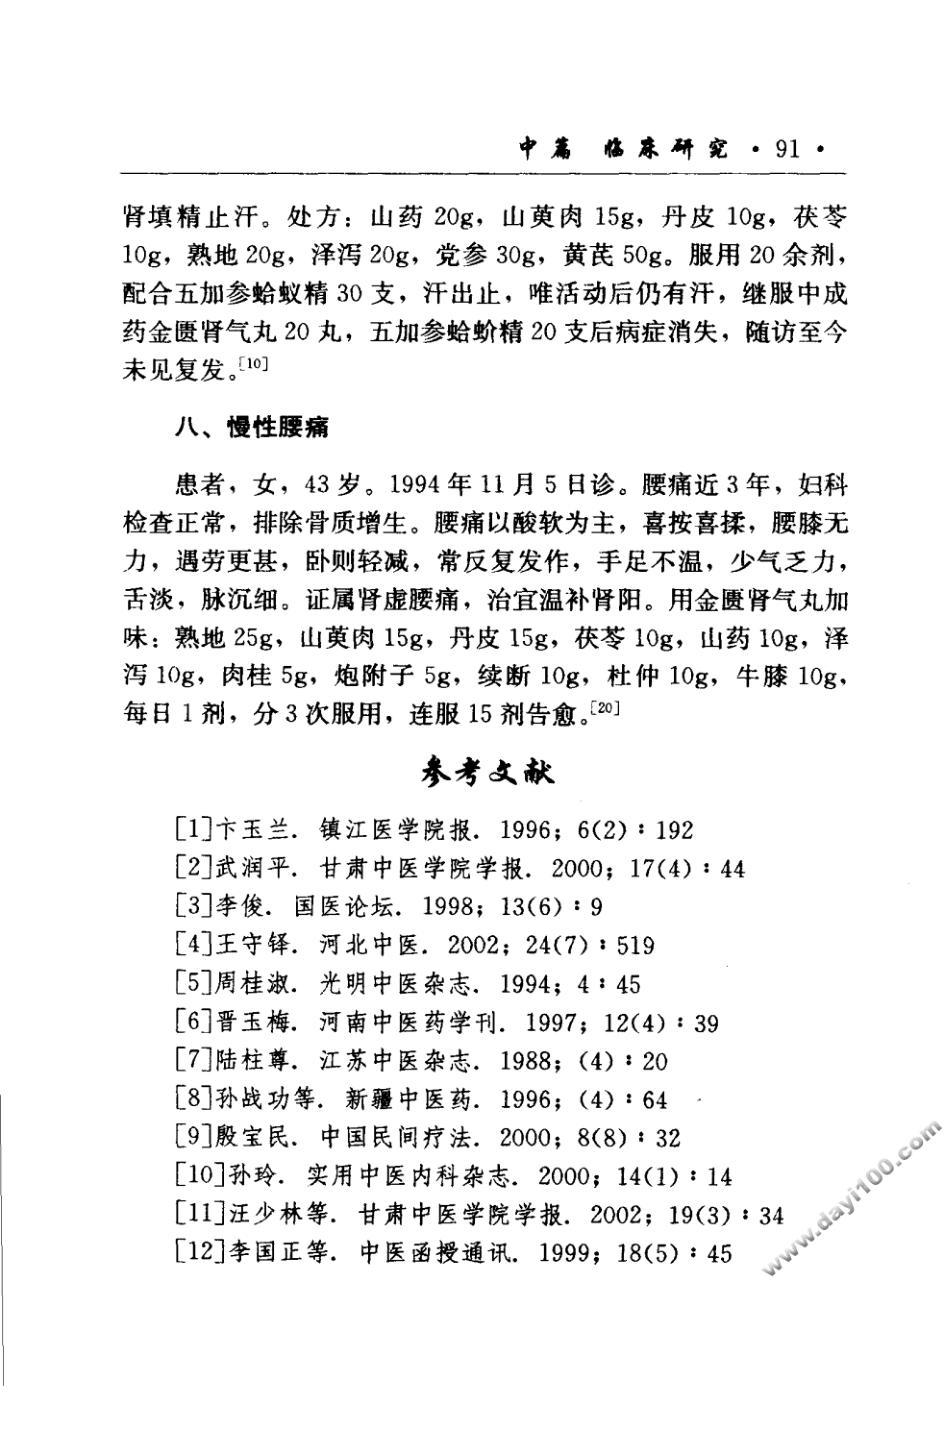 中篇 临床研究 · 91 ·
肾填精止汗。处方：山药 20g，山萸肉 15g，丹皮 10g，茯苓
10g，熟地 20g，泽泻 20g，党参 30g，黄芪 50g。服用 20 余剂，
配合五加参蛤蚁精 30 支，汗出止，唯活动后仍有汗，继服中成
药金匮肾气丸 20 丸，五加参蛤蚧精 20 支后病症消失，随访至今
未见复发。[10]
八、慢性腰痛
患者，女，43 岁。1994 年 11 月 5 日诊。腰痛近 3 年，妇科
检查正常，排除骨质增生。腰痛以酸软为主，喜按喜揉，腰膝无
力，遇劳更甚，卧则轻减，常反复发作，手足不温，少气乏力，
舌淡，脉沉细。证属肾虚腰痛，治宜温补肾阳。用金匮肾气丸加
味：熟地 25g，山萸肉 15g，丹皮 15g，茯苓 10g，山药 10g，泽
泻 10g，肉桂 5g，炮附子 5g，续断 10g，杜仲 10g，牛膝 10g，
每日 1 剂，分 3 次服用，连服 15 剂告愈。[20]
参考文献
[1]卞玉兰. 镇江医学院报. 1996；6(2)：192
[2]武润平. 甘肃中医学院学报. 2000；17(4)：44
[3]李俊. 国医论坛. 1998；13(6)：9
[4]王守铎. 河北中医. 2002；24(7)：519
[5]周桂淑. 光明中医杂志. 1994；4：45
[6]晋玉梅. 河南中医药学刊. 1997；12(4)：39
[7]陆柱尊. 江苏中医杂志. 1988；(4)：20
[8]孙战功等. 新疆中医药. 1996；(4)：64
[9]殷宝民. 中国民间疗法. 2000；8(8)：32
[10]孙玲. 实用中医内科杂志. 2000；14(1)：14
[11]汪少林等. 甘肃中医学院学报. 2002；19(3)：34
[12]李国正等. 中医函授通讯. 1999；18(5)：45
www.dayi100.com